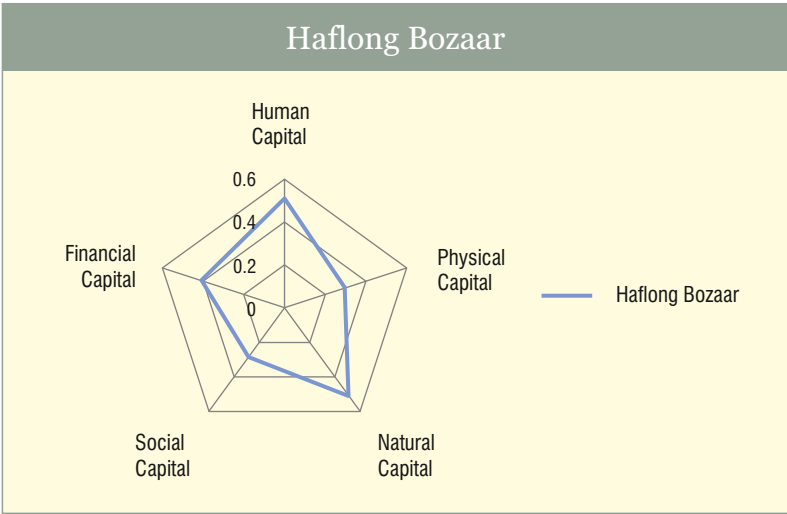 Haflong Bozaar
Human
Capital
0.6
0.4
0.2
0
Financial
Capital
Physical
Capital
Haflong Bozaar
Social
Capital
Natural
Capital